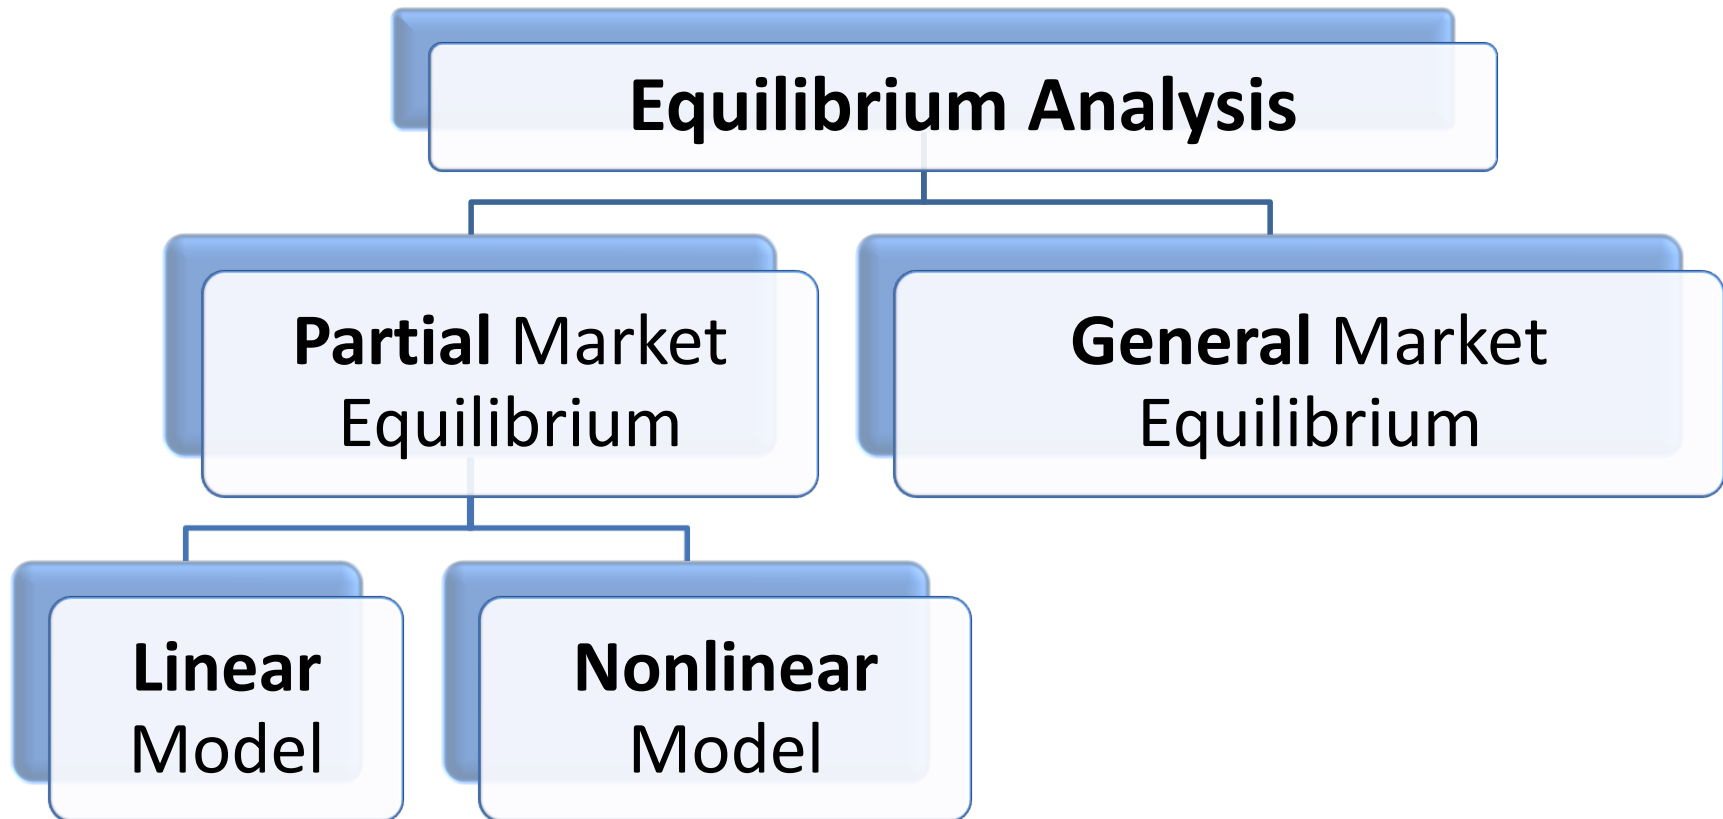 Equilibrium Analysis
Partial Market
Equilibrium
General Market
Equilibrium
Linear
Model
Nonlinear
Model